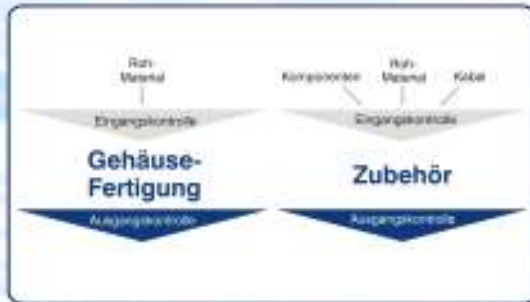 Roh-
Material
Eingangskontrolle
Gehäuse-
Fertigung
Ausgangskontrolle
Komponenten
Roh-
Material
Kabel
Eingangskontrolle
Zubehör
Ausgangskontrolle